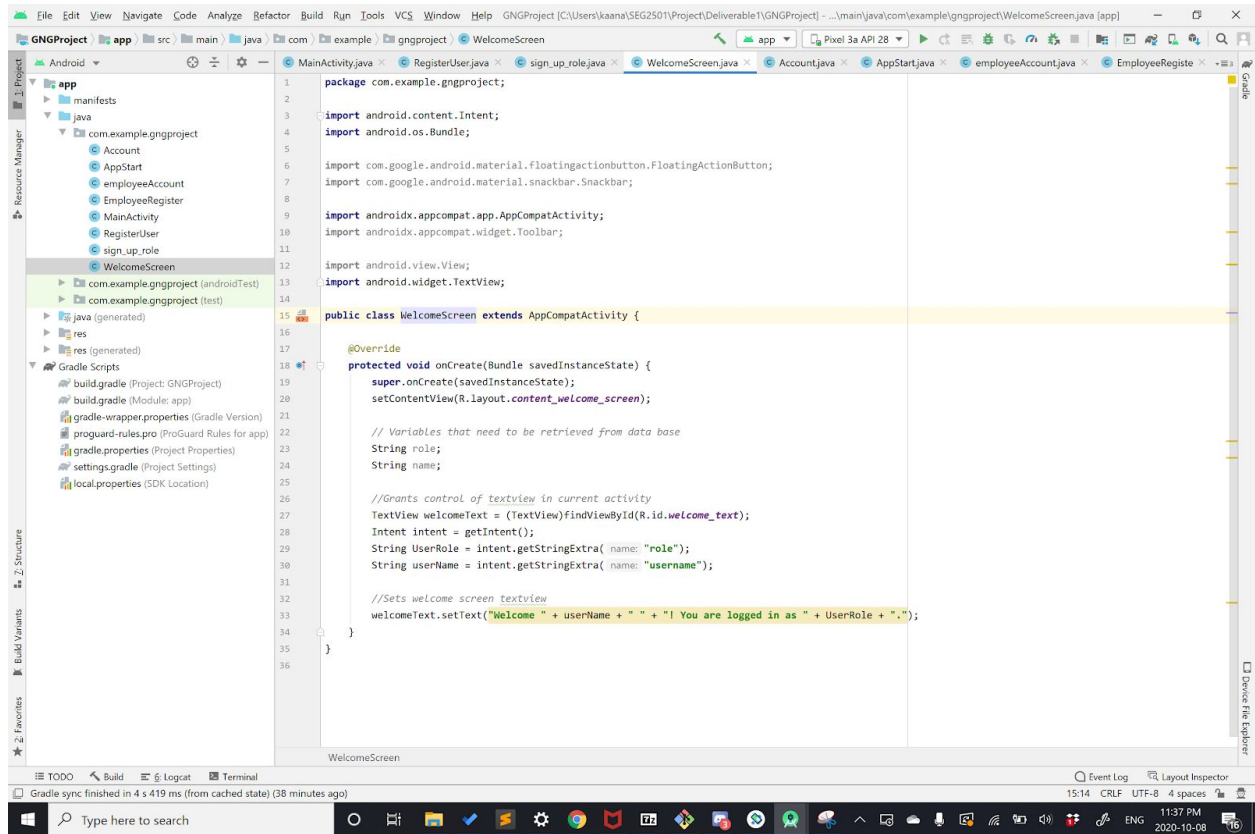 File Edit View Navigate Code Analyze Refactor Build Run Tools VCS Window Help GNGProject [C:\Users\kaana\SEG2501\Project\Deliverable1\GNGProject] - ...\main\java\com\example\gngproject\WelcomeScreen.java [app]
GNGProject app src main java com example gngproject WelcomeScreen app Pixel 3a API 28
Android MainActivity.java RegisterUser.java sign_up_role.java WelcomeScreen.java Account.java AppStart.java employeeAccount.java EmployeeRegiste
1: Project
Resource Manager
7: Structure
Build Variants
2: Favorites
app
manifests
java
com.example.gngproject
Account
AppStart
employeeAccount
EmployeeRegister
MainActivity
RegisterUser
sign_up_role
WelcomeScreen
com.example.gngproject (androidTest)
com.example.gngproject (test)
java (generated)
res
res (generated)
Gradle Scripts
build.gradle (Project: GNGProject)
build.gradle (Module: app)
gradle-wrapper.properties (Gradle Version)
proguard-rules.pro (ProGuard Rules for app)
gradle.properties (Project Properties)
settings.gradle (Project Settings)
local.properties (SDK Location)
1 package com.example.gngproject;
2
3 import android.content.Intent;
4 import android.os.Bundle;
5
6 import com.google.android.material.floatingactionbutton.FloatingActionButton;
7 import com.google.android.material.snackbar.Snackbar;
8
9 import androidx.appcompat.app.AppCompatActivity;
10 import androidx.appcompat.widget.Toolbar;
11
12 import android.view.View;
13 import android.widget.TextView;
14
15 public class WelcomeScreen extends AppCompatActivity {
16
17 @Override
18 protected void onCreate(Bundle savedInstanceState) {
19 super.onCreate(savedInstanceState);
20 setContentView(R.layout.content_welcome_screen);
21
22 // Variables that need to be retrieved from data base
23 String role;
24 String name;
25
26 //Grants control of textview in current activity
27 TextView welcomeText = (TextView)findViewById(R.id.welcome_text);
28 Intent intent = getIntent();
29 String UserRole = intent.getStringExtra( name: "role");
30 String userName = intent.getStringExtra( name: "username");
31
32 //Sets welcome screen textview
33 welcomeText.setText("Welcome " + userName + " " + "! You are logged in as " + UserRole + ".");
34 }
35 }
36
WelcomeScreen
Gradle
Device File Explorer
TODO Build 6: Logcat Terminal Event Log Layout Inspector
Gradle sync finished in 4 s 419 ms (from cached state) (38 minutes ago) 15:14 CRLF UTF-8 4 spaces
Type here to search ENG 11:37 PM
2020-10-08